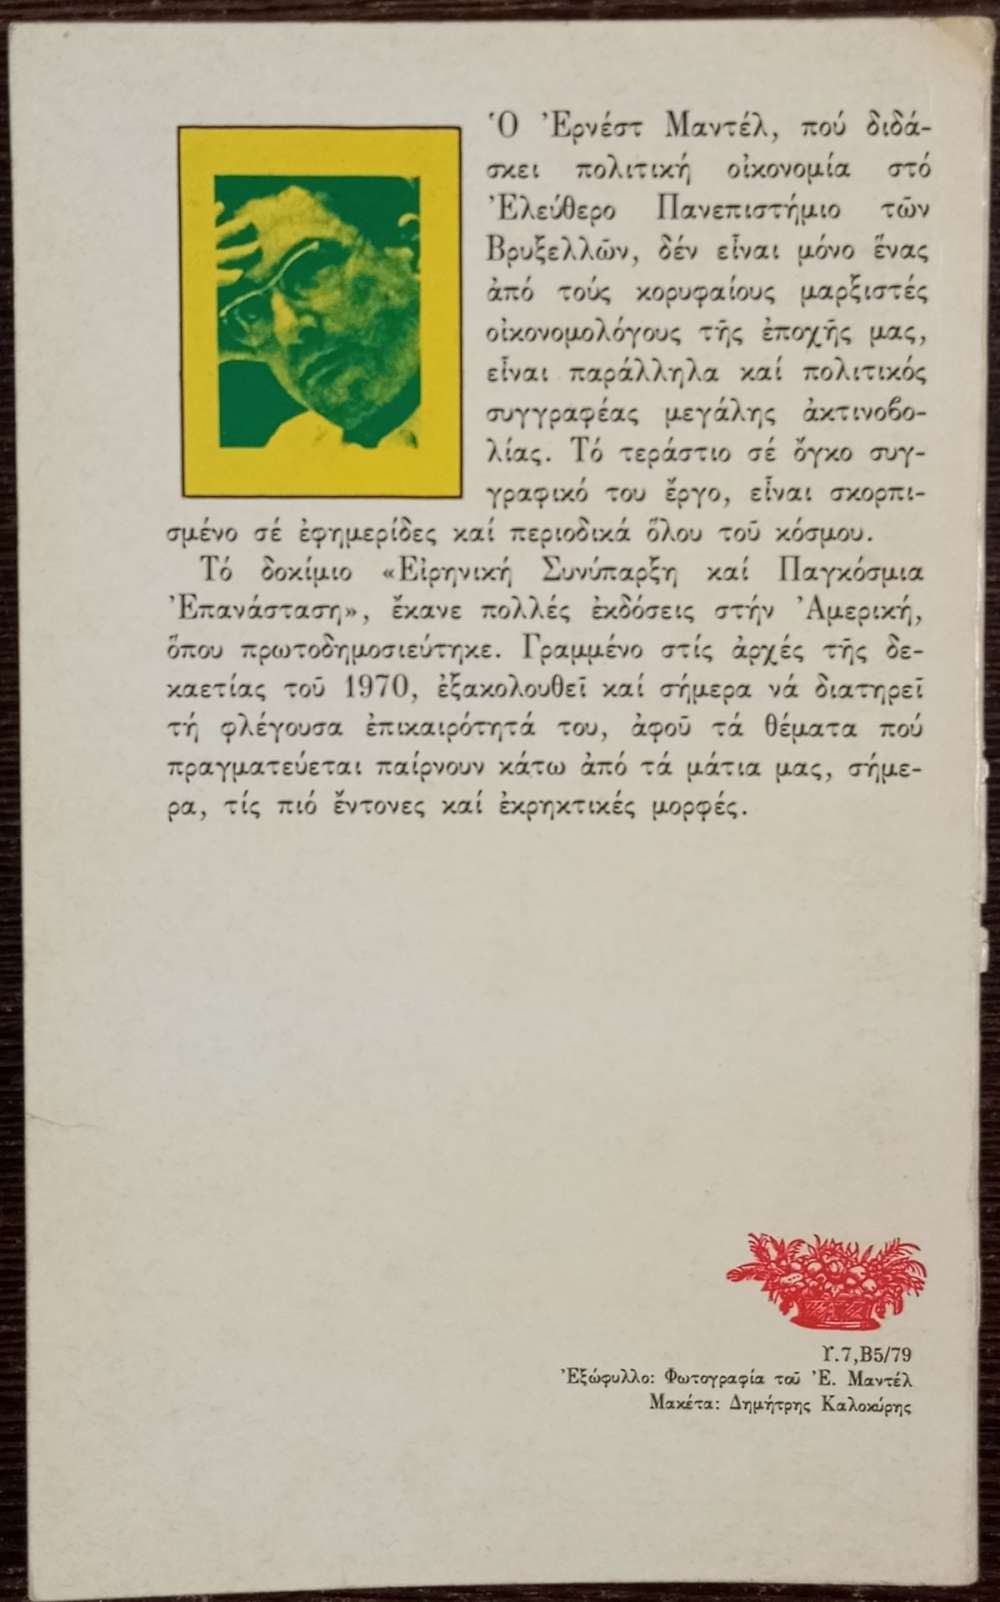 Ὁ Ἐρνέστ Μαντέλ, πού διδά-
σκει πολιτική οἰκονομία στό
Ἐλεύθερο Πανεπιστήμιο τῶν
Βρυξελλῶν, δέν εἶναι μόνο ἕνας
ἀπό τούς κορυφαίους μαρξιστές
οἰκονομολόγους τῆς ἐποχῆς μας,
εἶναι παράλληλα καί πολιτικός
συγγραφέας μεγάλης ἀκτινοβο-
λίας. Τό τεράστιο σέ ὄγκο συγ-
γραφικό του ἔργο, εἶναι σκορπι-
σμένο σέ ἐφημερίδες καί περιοδικά ὅλου τοῦ κόσμου.
Τό δοκίμιο «Εἰρηνική Συνύπαρξη καί Παγκόσμια
Ἐπανάσταση», ἔκανε πολλές ἐκδόσεις στήν Ἀμερική,
ὅπου πρωτοδημοσιεύτηκε. Γραμμένο στίς ἀρχές τῆς δε-
καετίας τοῦ 1970, ἐξακολουθεῖ καί σήμερα νά διατηρεῖ
τή φλέγουσα ἐπικαιρότητά του, ἀφοῦ τά θέματα πού
πραγματεύεται παίρνουν κάτω ἀπό τά μάτια μας, σήμε-
ρα, τίς πιό ἔντονες καί ἐκρηκτικές μορφές.
Υ.7,Β5/79
Ἐξώφυλλο: Φωτογραφία τοῦ Ἐ. Μαντέλ
Μακέτα: Δημήτρης Καλοκύρης